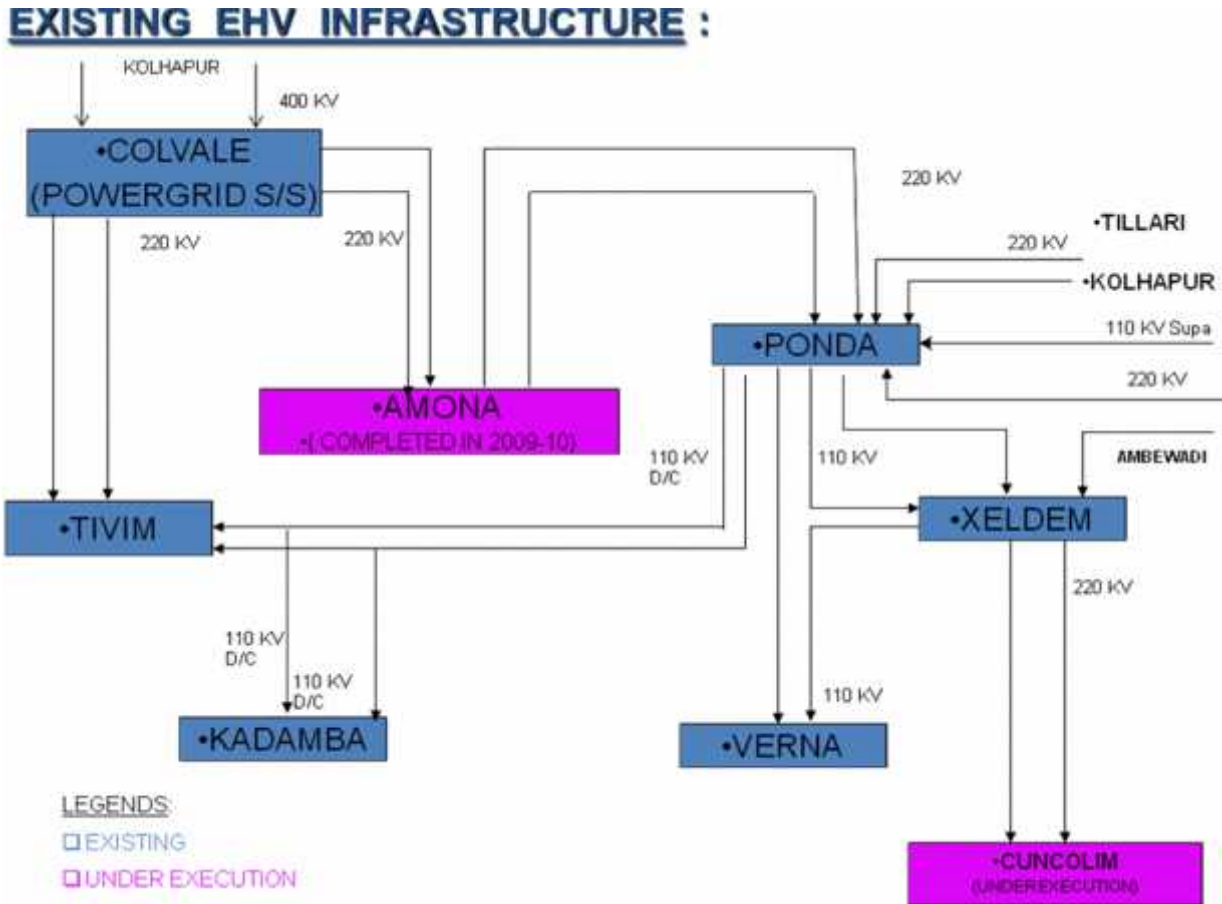 EXISTING EHV INFRASTRUCTURE :
KOLHAPUR
400 KV
•COLVALE
(POWERGRID S/S)
220 KV
220 KV
220 KV
•TILLARI
220 KV
•KOLHAPUR
110 KV Supa
•PONDA
220 KV
•AMONA
•( COMPLETED IN 2009-10)
110 KV
D/C
110 KV
AMBEWADI
•TIVIM
•XELDEM
220 KV
110 KV
D/C
110 KV
D/C
110 KV
•KADAMBA
•VERNA
LEGENDS:
EXISTING
UNDER EXECUTION
•CUNCOLIM
(UNDER EXECUTION)